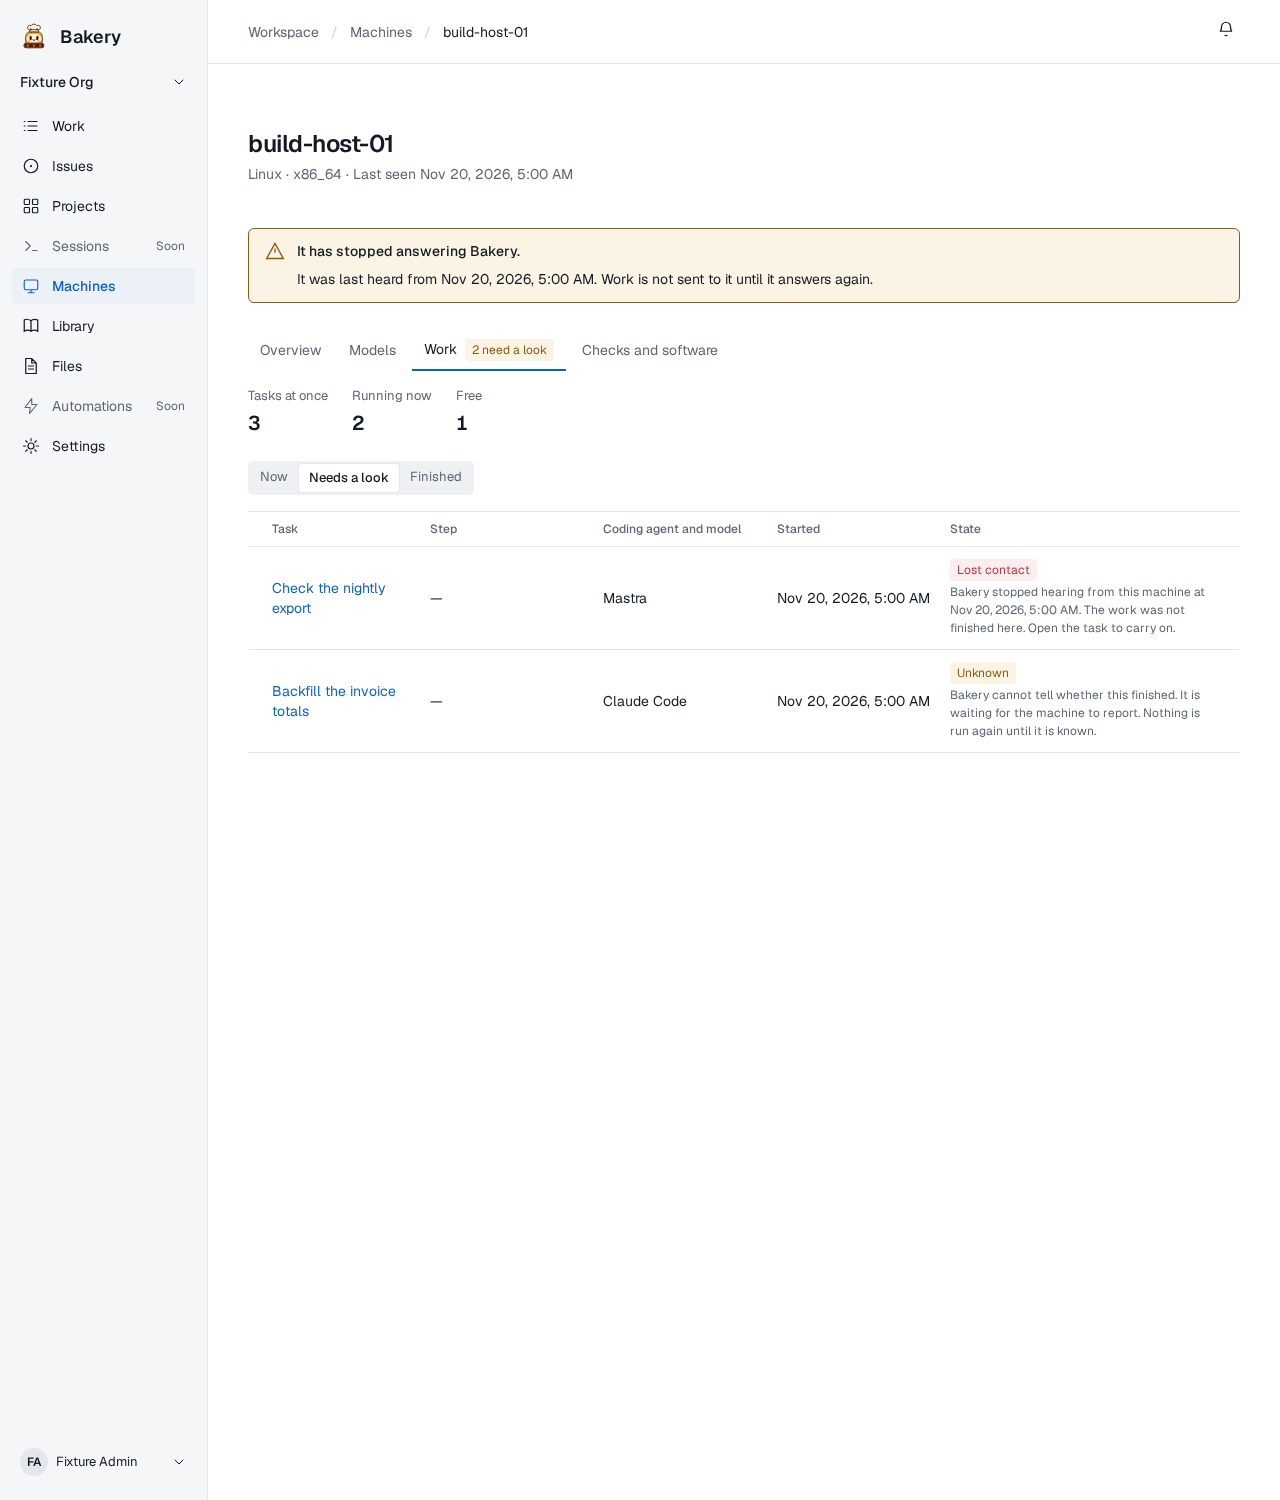 Bakery
Fixture Org
Work
Issues
Projects
Sessions Soon
Machines
Library
Files
Automations Soon
Settings
FA Fixture Admin
Workspace / Machines / build-host-01
build-host-01
Linux · x86_64 · Last seen Nov 20, 2026, 5:00 AM
It has stopped answering Bakery.
It was last heard from Nov 20, 2026, 5:00 AM. Work is not sent to it until it answers again.
Overview Models Work 2 need a look Checks and software
Tasks at once Running now Free
3 2 1
Now Needs a look Finished
Task Step Coding agent and model Started State
Check the nightly
export
—
Mastra
Nov 20, 2026, 5:00 AM
Lost contact
Bakery stopped hearing from this machine at
Nov 20, 2026, 5:00 AM. The work was not
finished here. Open the task to carry on.
Backfill the invoice
totals
—
Claude Code
Nov 20, 2026, 5:00 AM
Unknown
Bakery cannot tell whether this finished. It is
waiting for the machine to report. Nothing is
run again until it is known.